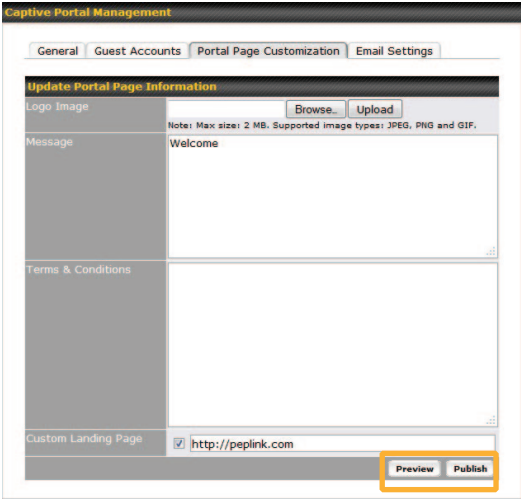 Captive Portal Management
General Guest Accounts Portal Page Customization Email Settings
Update Portal Page Information
Logo Image Browse.. Upload
Note: Max size: 2 MB. Supported image types: JPEG, PNG and GIF.
Message Welcome
Terms & Conditions
Custom Landing Page http://peplink.com
Preview Publish